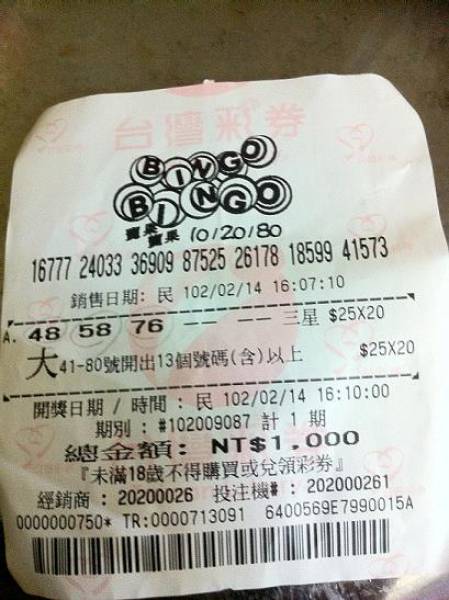 台灣彩券
BINGO
BINGO
賓果
賓果 10/20/80
16777 24033 36909 87525 26178 18599 41573
銷售日期: 民 102/02/14 16:07:10
A. 48 58 76 — — — 三星 $25X20
大 41-80號開出13個號碼(含)以上 $25X20
開獎日期 / 時間 : 民 102/02/14 16:10:00
期別 : #102009087 計 1 期
總金額: NT$1,000
『未滿18歲不得購買或兌領彩券』
經銷商 : 20200026 投注機# : 202000261
0000000750* TR:0000713091 6400569E7990015A